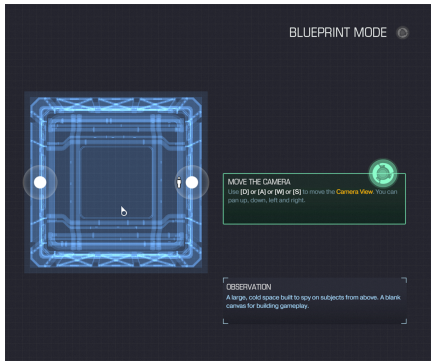 BLUEPRINT MODE
MOVE THE CAMERA
Use [D] or [A] or [W] or [S] to move the Camera View. You can
pan up, down, left and right.
OBSERVATION
A large, cold space built to spy on subjects from above. A blank
canvas for building gameplay.